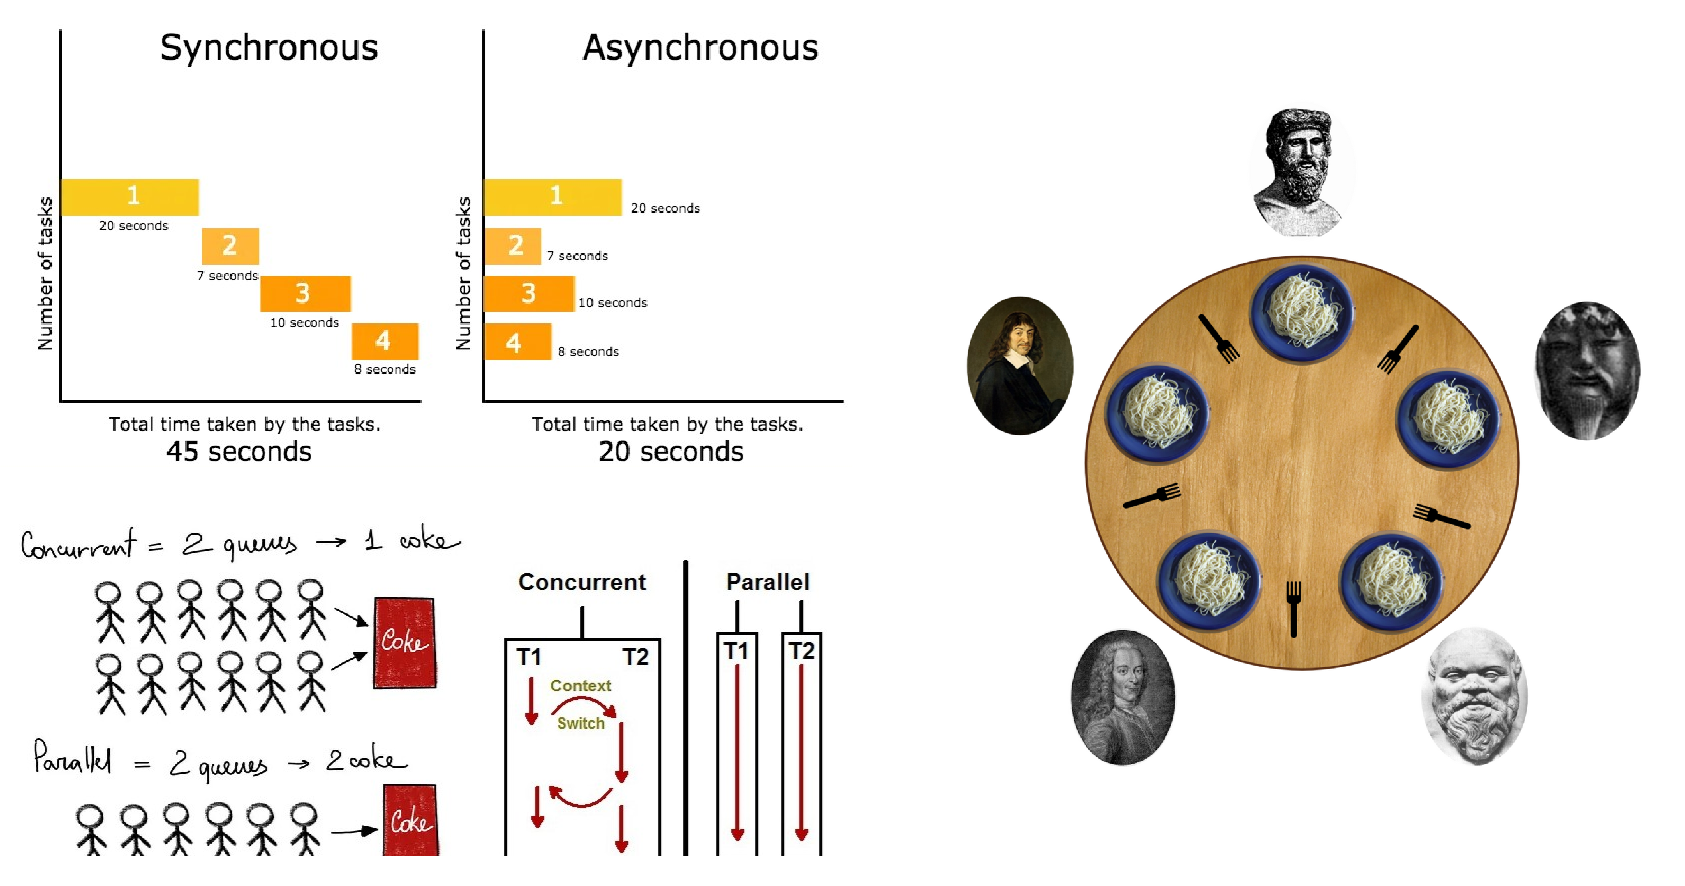 Synchronous
Number of tasks
1
20 seconds
2
7 seconds
3
10 seconds
4
8 seconds
Total time taken by the tasks.
45 seconds
Asynchronous
Number of tasks
1
20 seconds
2
7 seconds
3
10 seconds
4
8 seconds
Total time taken by the tasks.
20 seconds
Concurrent = 2 queues → 1 coke
Coke
Parallel = 2 queues → 2 coke
Coke
Concurrent
T1 T2
Context
Switch
Parallel
T1 T2